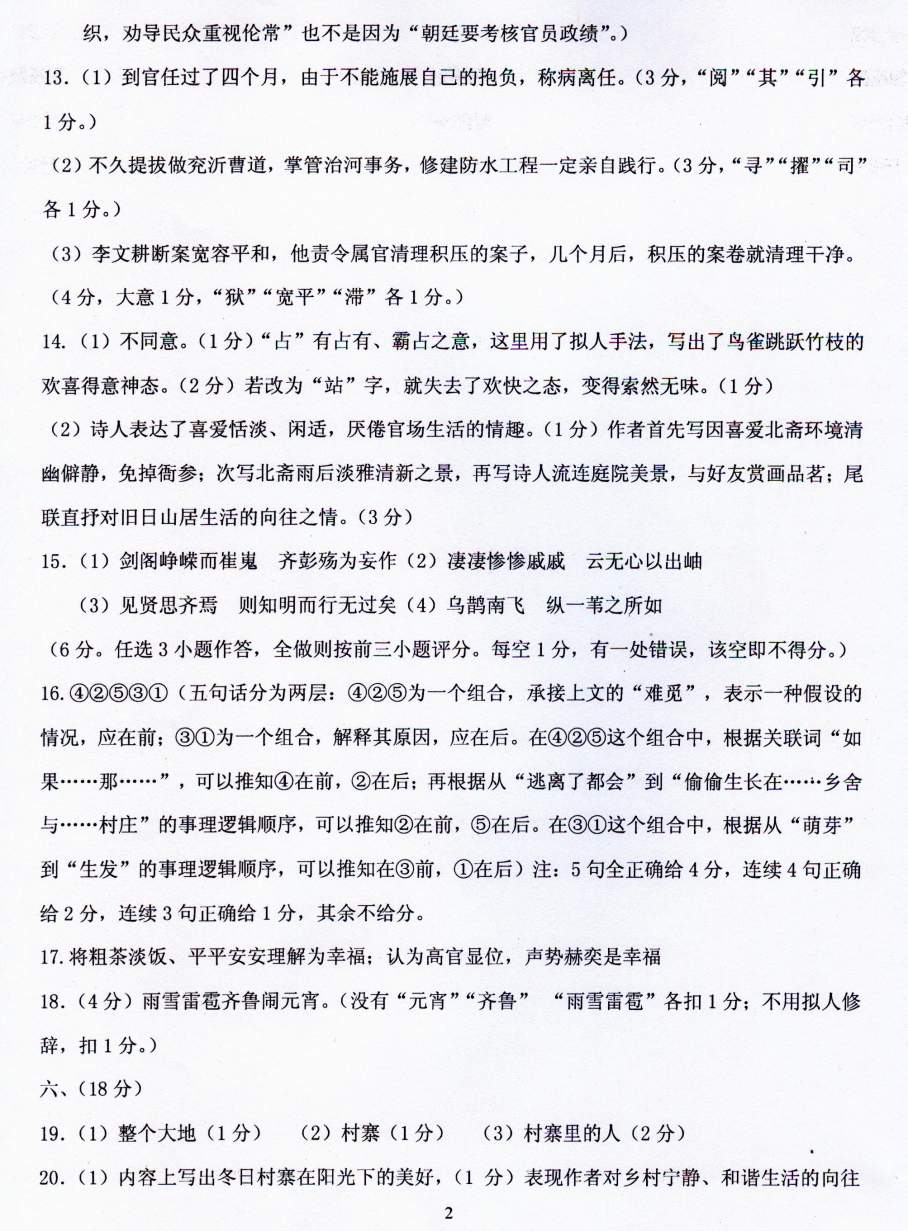 织，劝导民众重视伦常”也不是因为“朝廷要考核官员政绩”。）
13.（1）到官任过了四个月，由于不能施展自己的抱负，称病离任。（3 分，“阅”“其”“引”各
1 分。）
（2）不久提拔做兖沂曹道，掌管治河事务，修建防水工程一定亲自践行。（3 分，“寻”“擢”“司”
各 1 分。）
（3）李文耕断案宽容平和，他责令属官清理积压的案子，几个月后，积压的案卷就清理干净。
（4 分，大意 1 分，“狱”“宽平”“滞”各 1 分。）
14.（1）不同意。（1 分）“占”有占有、霸占之意，这里用了拟人手法，写出了鸟雀跳跃竹枝的
欢喜得意神态。（2 分）若改为“站”字，就失去了欢快之态，变得索然无味。（1 分）
（2）诗人表达了喜爱恬淡、闲适，厌倦官场生活的情趣。（1 分）作者首先写因喜爱北斋环境清
幽僻静，免掉衙参；次写北斋雨后淡雅清新之景，再写诗人流连庭院美景，与好友赏画品茗；尾
联直抒对旧日山居生活的向往之情。（3 分）
15.（1）剑阁峥嵘而崔嵬　齐彭殇为妄作（2）凄凄惨惨戚戚　云无心以出岫
（3）见贤思齐焉　则知明而行无过矣（4）乌鹊南飞　纵一苇之所如
（6 分。任选 3 小题作答，全做则按前三小题评分。每空 1 分，有一处错误，该空即不得分。）
16.④②⑤③①（五句话分为两层：④②⑤为一个组合，承接上文的“难觅”，表示一种假设的
情况，应在前；③①为一个组合，解释其原因，应在后。在④②⑤这个组合中，根据关联词“如
果……那……”，可以推知④在前，②在后；再根据从“逃离了都会”到“偷偷生长在……乡舍
与……村庄”的事理逻辑顺序，可以推知②在前，⑤在后。在③①这个组合中，根据从“萌芽”
到“生发”的事理逻辑顺序，可以推知在③前，①在后）注：5 句全正确给 4 分，连续 4 句正确
给 2 分，连续 3 句正确给 1 分，其余不给分。
17.将粗茶淡饭、平平安安理解为幸福；认为高官显位，声势赫奕是幸福
18.（4 分）雨雪雷雹齐鲁闹元宵。（没有“元宵”“齐鲁” “雨雪雷雹”各扣 1 分；不用拟人修
辞，扣 1 分。）
六、（18 分）
19.（1）整个大地（1 分）　（2）村寨（1 分）　（3）村寨里的人（2 分）
20.（1）内容上写出冬日村寨在阳光下的美好，（1 分）表现作者对乡村宁静、和谐生活的向往
2